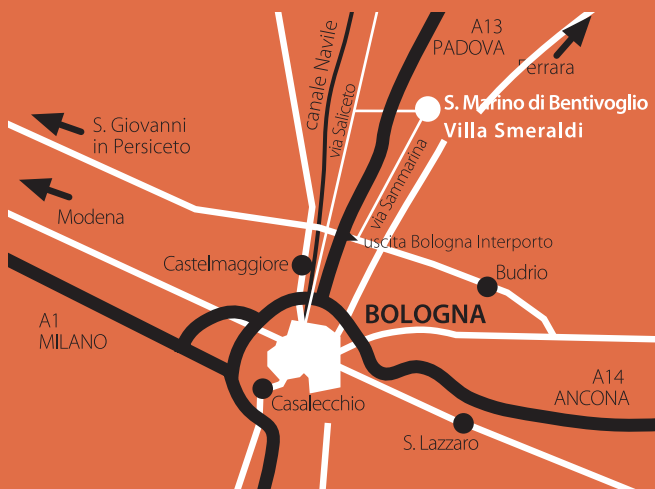 A13
PADOVA
Ferrara
canale Navile
via Saliceto
S. Marino di Bentivoglio
Villa Smeraldi
S. Giovanni
in Persiceto
via Sammarina
Modena
uscita Bologna Interporto
Castelmaggiore
Budrio
BOLOGNA
A1
MILANO
A14
ANCONA
Casalecchio
S. Lazzaro